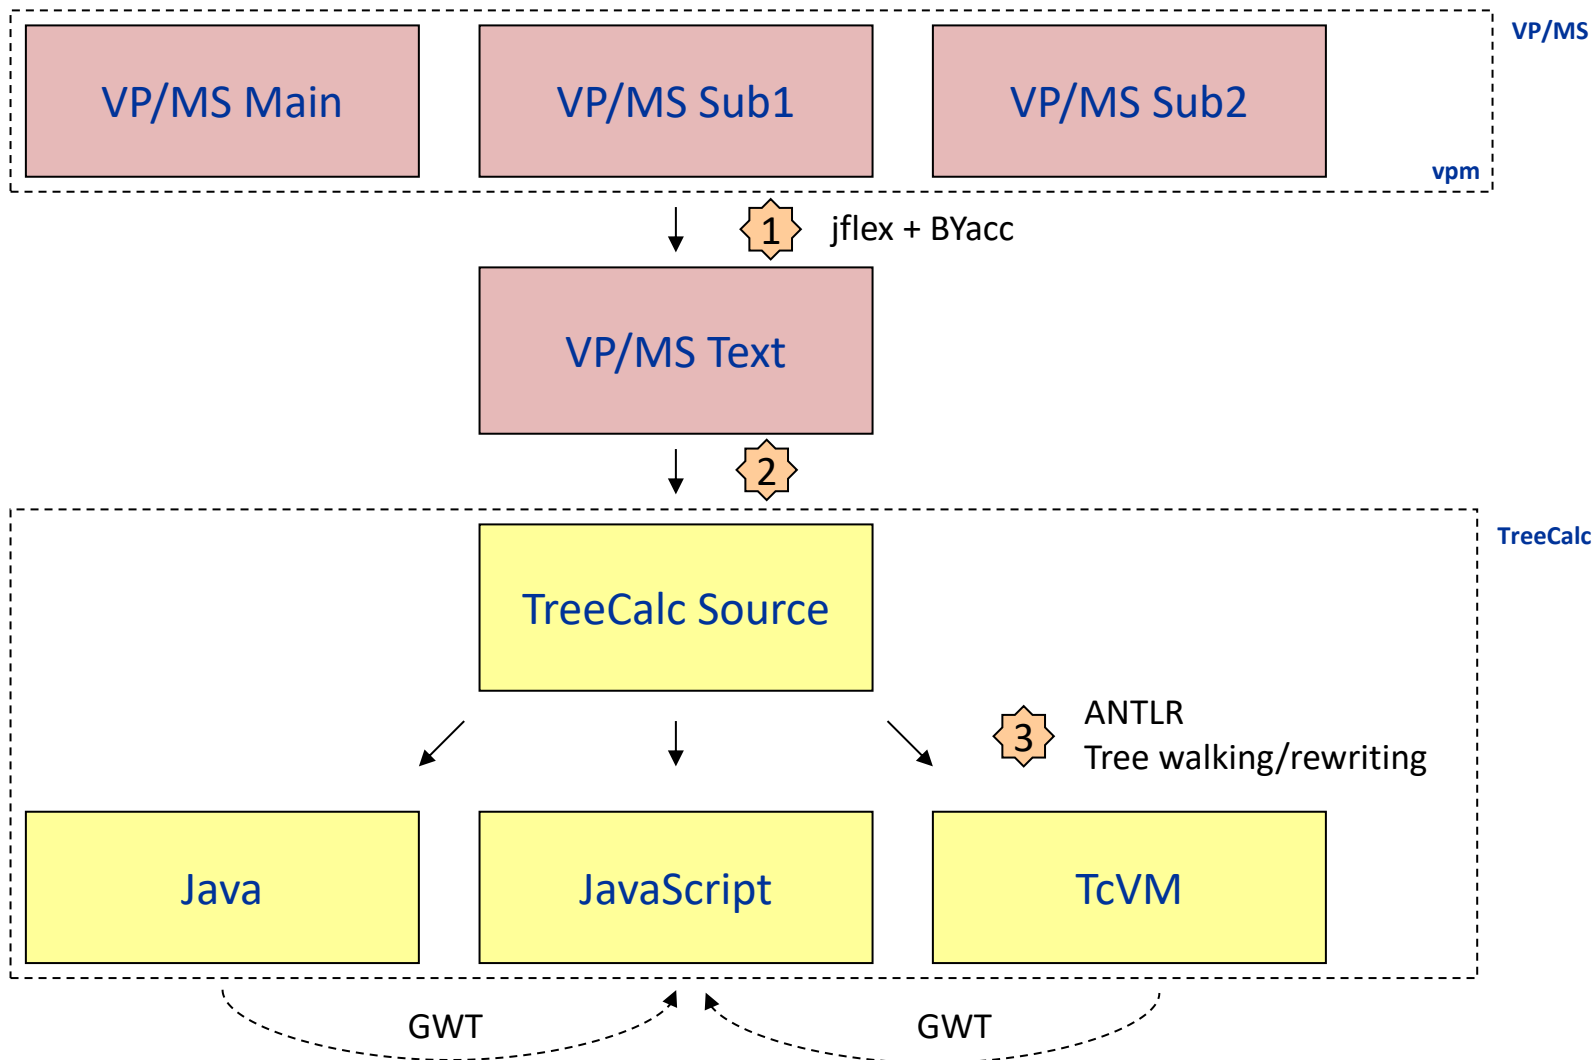 VP/MS
VP/MS Main
VP/MS Sub1
VP/MS Sub2
vpm
1
jflex + BYacc
VP/MS Text
2
TreeCalc
TreeCalc Source
3
ANTLR
Tree walking/rewriting
Java
JavaScript
TcVM
GWT
GWT